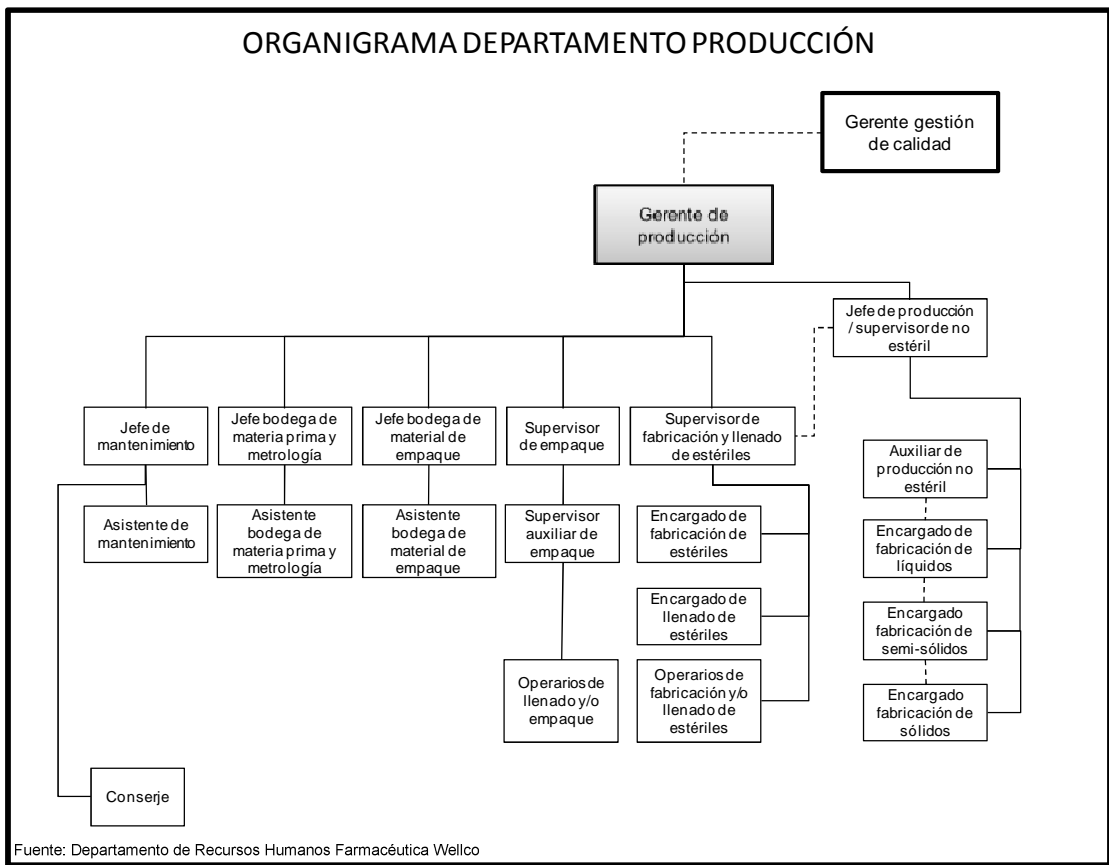 ORGANIGRAMA DEPARTAMENTO PRODUCCIÓN
Gerente gestión
de calidad
Gerente de
producción
Jefe de producción
/ supervisor de no
estéril
Jefe de
mantenimiento
Jefe bodega de
materia prima y
metrología
Jefe bodega de
material de
empaque
Supervisor
de empaque
Supervisor de
fabricación y llenado
de estériles
Auxiliar de
producción no
estéril
Asistente de
mantenimiento
Asistente
bodega de
materia prima y
metrología
Asistente
bodega de
material de
empaque
Supervisor
auxiliar de
empaque
Encargado de
fabricación de
estériles
Encargado de
fabricación de
líquidos
Encargado de
llenado de
estériles
Encargado
fabricación de
semi-sólidos
Operarios de
llenado y/o
empaque
Operarios de
fabricación y/o
llenado de
estériles
Encargado
fabricación de
sólidos
Conserje
Fuente: Departamento de Recursos Humanos Farmacéutica Wellco